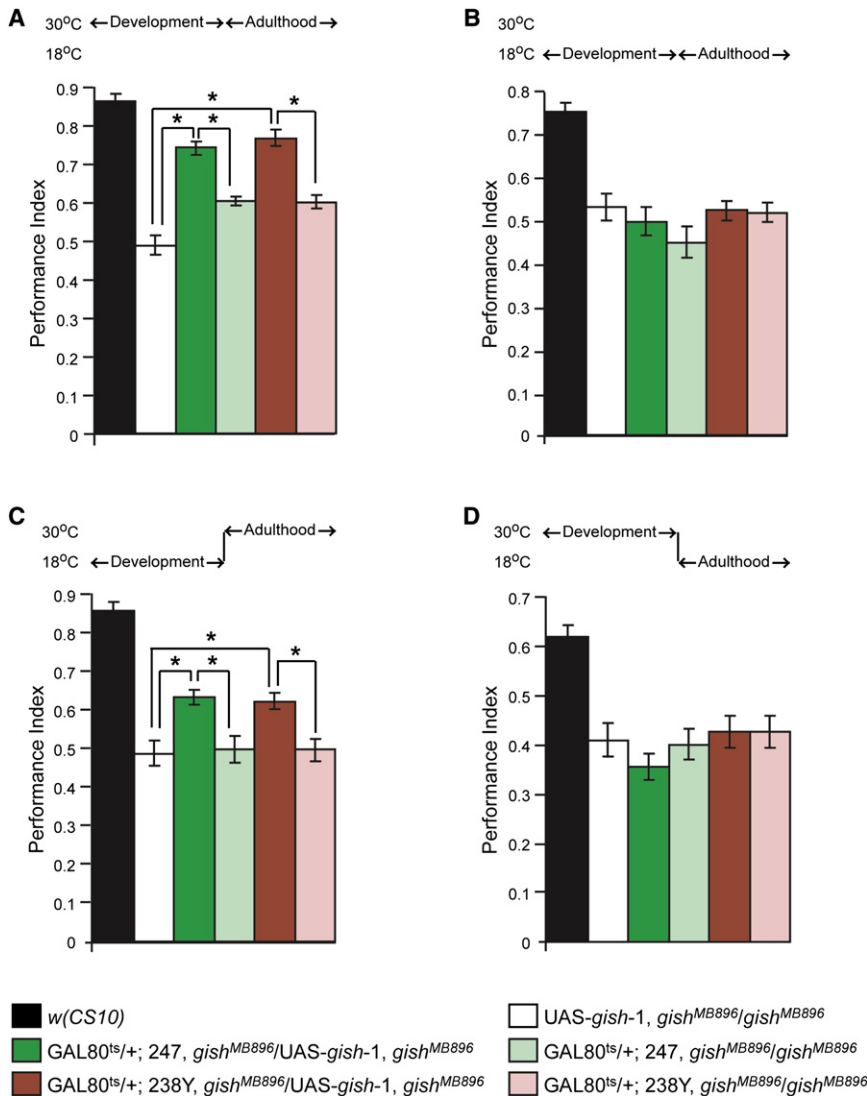 A
30°C ←Development→←Adulthood→
18°C
Performance Index
0.9
0.8
0.7
0.6
0.5
0.4
0.3
0.2
0.1
0
* * * *
B
30°C
18°C ←Development→←Adulthood→
Performance Index
0.8
0.7
0.6
0.5
0.4
0.3
0.2
0.1
0
C
30°C ←Adulthood→
18°C ←Development→
Performance Index
0.9
0.8
0.7
0.6
0.5
0.4
0.3
0.2
0.1
0
* * * *
D
30°C ←Development→
18°C ←Adulthood→
Performance Index
0.7
0.6
0.5
0.4
0.3
0.2
0.1
0
w(CS10)
GAL80ᵗˢ/+; 247, gishᴹᴮ⁸⁹⁶/UAS-gish-1, gishᴹᴮ⁸⁹⁶
GAL80ᵗˢ/+; 238Y, gishᴹᴮ⁸⁹⁶/UAS-gish-1, gishᴹᴮ⁸⁹⁶
UAS-gish-1, gishᴹᴮ⁸⁹⁶/gishᴹᴮ⁸⁹⁶
GAL80ᵗˢ/+; 247, gishᴹᴮ⁸⁹⁶/gishᴹᴮ⁸⁹⁶
GAL80ᵗˢ/+; 238Y, gishᴹᴮ⁸⁹⁶/gishᴹᴮ⁸⁹⁶